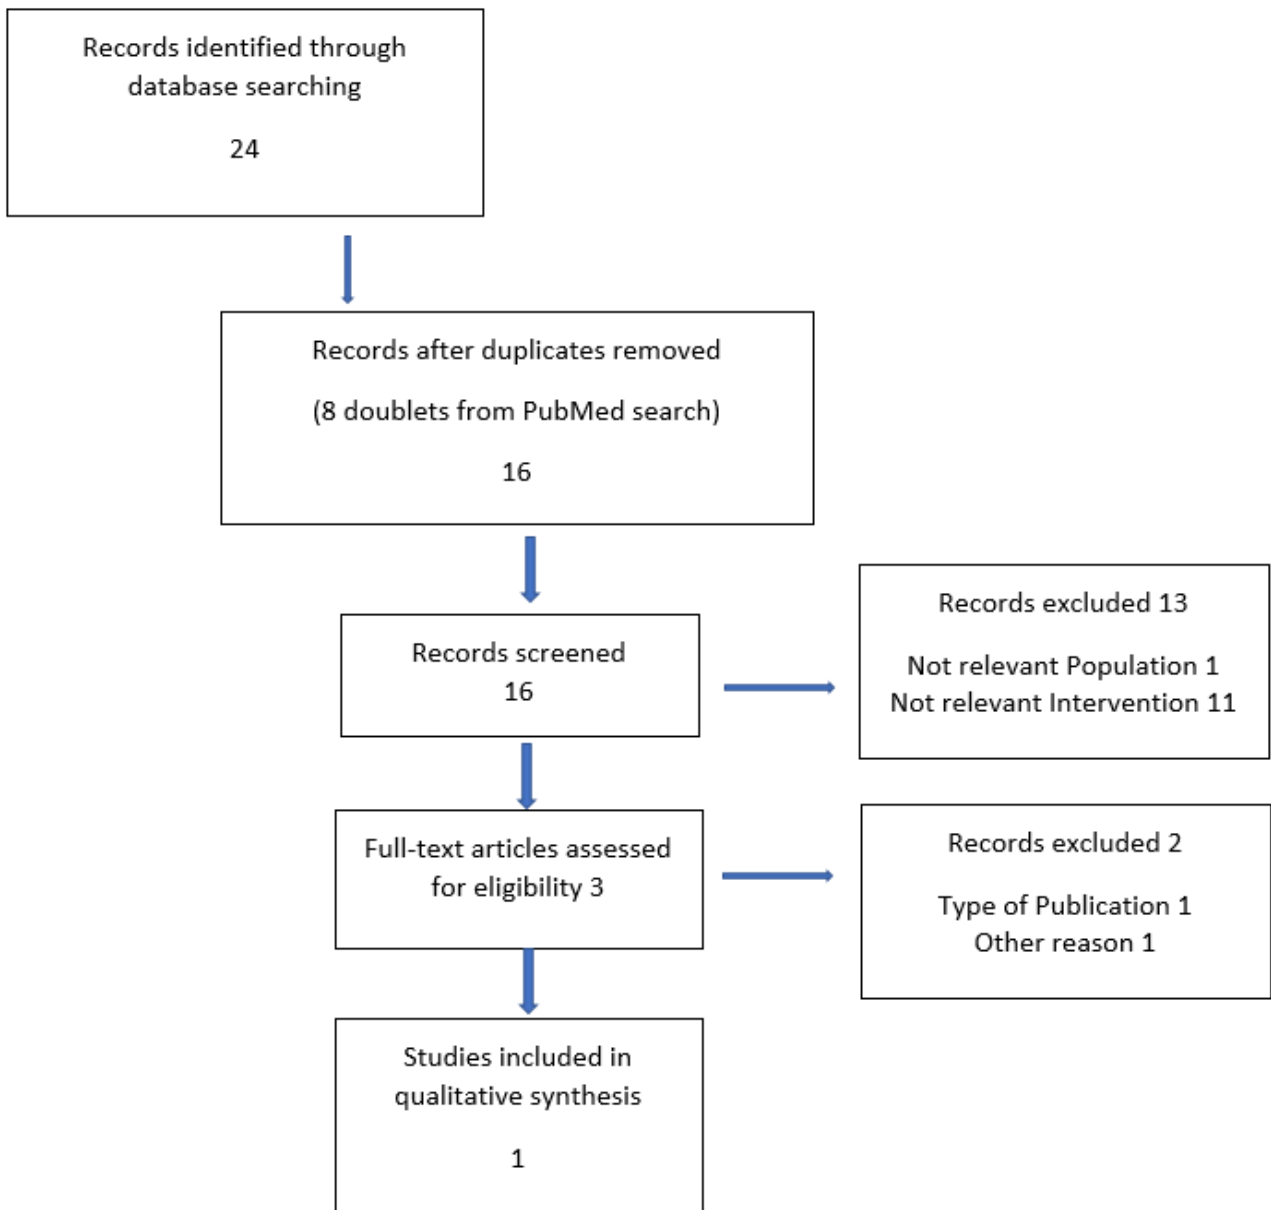 Records identified through
database searching
24
Records after duplicates removed
(8 doublets from PubMed search)
16
Records screened
16
Records excluded 13
Not relevant Population 1
Not relevant Intervention 11
Full-text articles assessed
for eligibility 3
Records excluded 2
Type of Publication 1
Other reason 1
Studies included in
qualitative synthesis
1